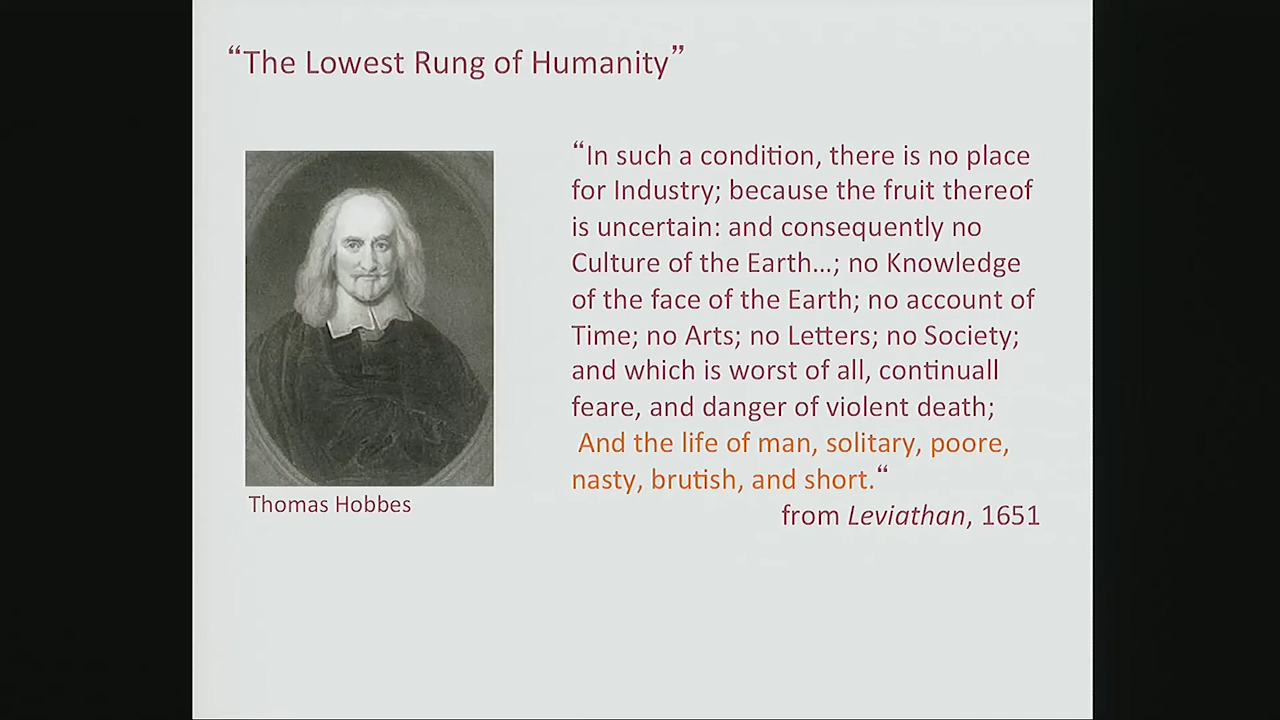 “The Lowest Rung of Humanity”
“In such a condition, there is no place
for Industry; because the fruit thereof
is uncertain: and consequently no
Culture of the Earth...; no Knowledge
of the face of the Earth; no account of
Time; no Arts; no Letters; no Society;
and which is worst of all, continuall
feare, and danger of violent death;
And the life of man, solitary, poore,
nasty, brutish, and short.“
from Leviathan, 1651
Thomas Hobbes